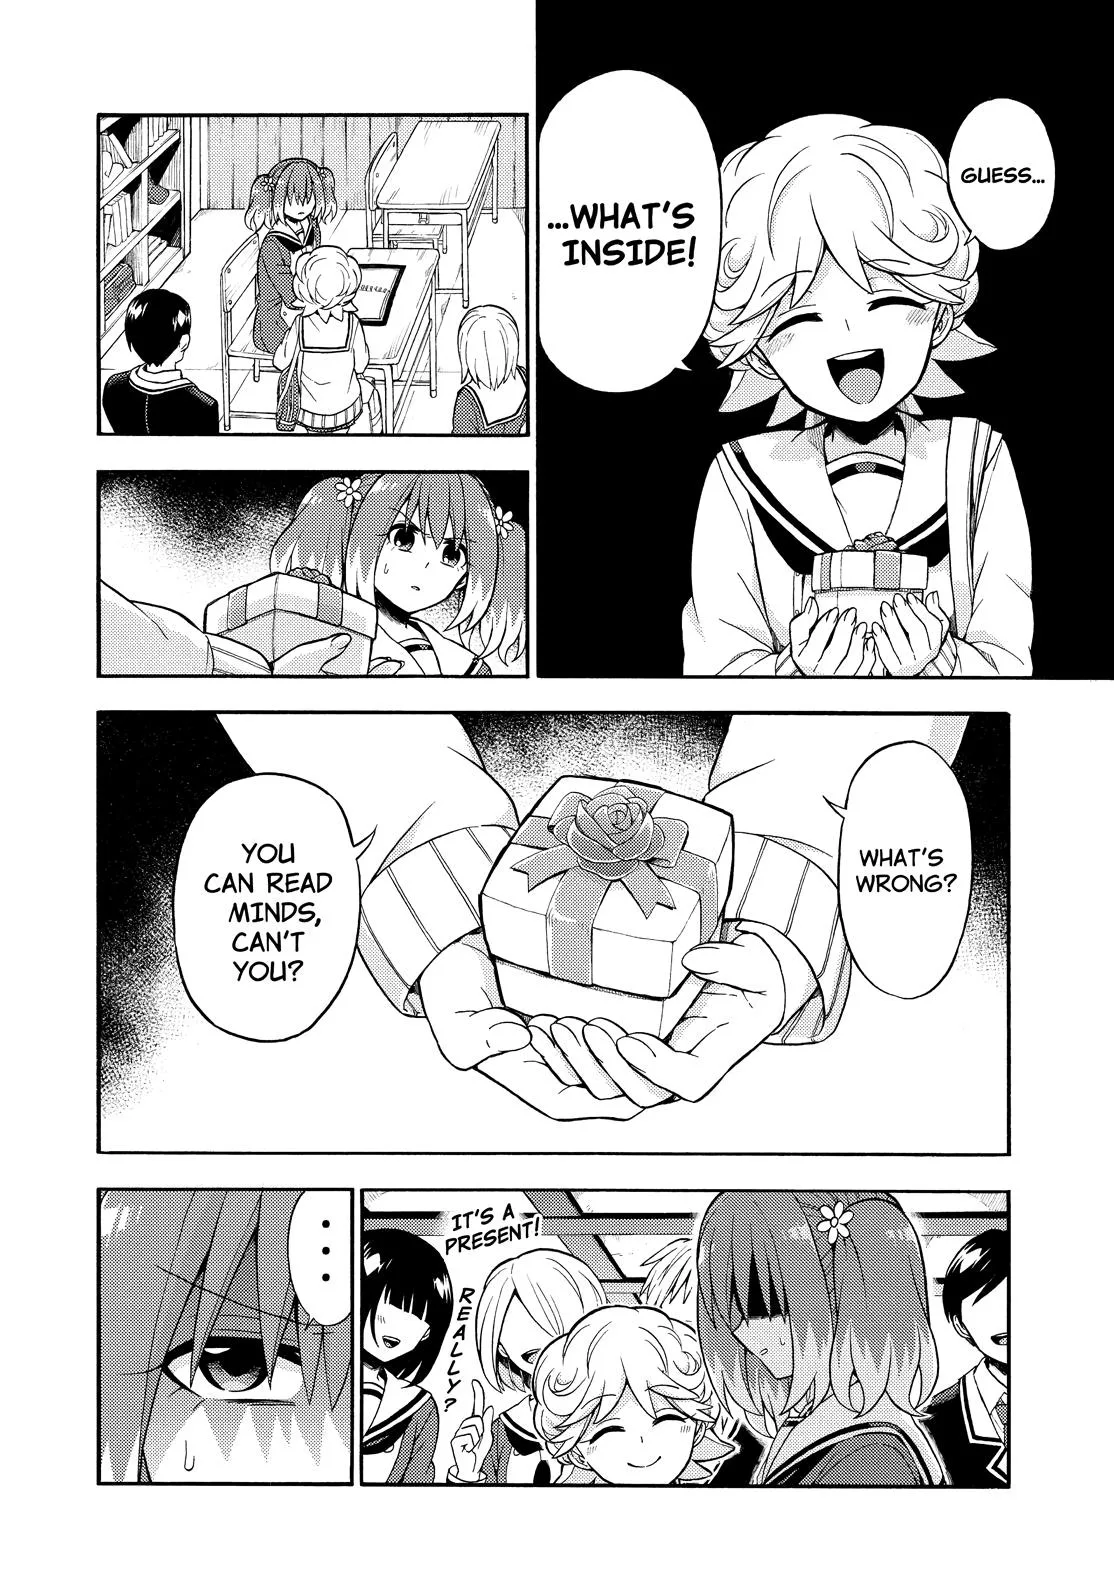 GUESS...
...WHAT'S
INSIDE!
WHAT'S
WRONG?
YOU
CAN READ
MINDS,
CAN'T
YOU?
IT'S A
PRESENT!
REALLY?
...